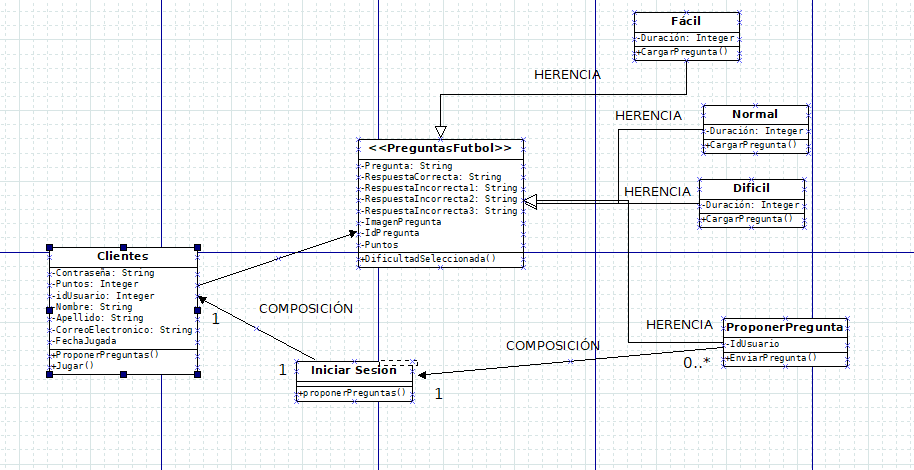 Fácil
-Duración: Integer
+CargarPregunta()
HERENCIA
HERENCIA
Normal
-Duración: Integer
+CargarPregunta()
<<PreguntasFutbol>>
-Pregunta: String
-RespuestaCorrecta: String
-RespuestaIncorrecta1: String
-RespuestaIncorrecta2: String
-RespuestaIncorrecta3: String
-ImagenPregunta
-IdPregunta
-Puntos
+DificultadSeleccionada()
HERENCIA
Dificil
-Duración: Integer
+CargarPregunta()
Clientes
-Contraseña: String
-Puntos: Integer
-idUsuario: Integer
-Nombre: String
-Apellido: String
-CorreoElectronico: String
-FechaJugada
+ProponerPreguntas()
+Jugar()
1
COMPOSICIÓN
1
Iniciar Sesión
+proponerPreguntas()
COMPOSICIÓN
1
HERENCIA
0..*
ProponerPregunta
-IdUsuario
+EnviarPregunta()